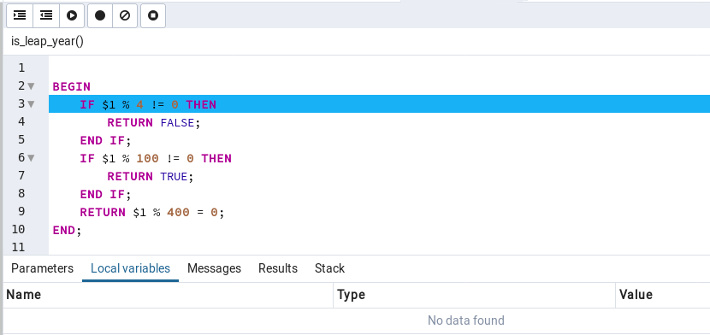 is_leap_year()
1
2 BEGIN
3 IF $1 % 4 != 0 THEN
4 RETURN FALSE;
5 END IF;
6 IF $1 % 100 != 0 THEN
7 RETURN TRUE;
8 END IF;
9 RETURN $1 % 400 = 0;
10 END;
11
Parameters Local variables Messages Results Stack
Name Type Value
No data found